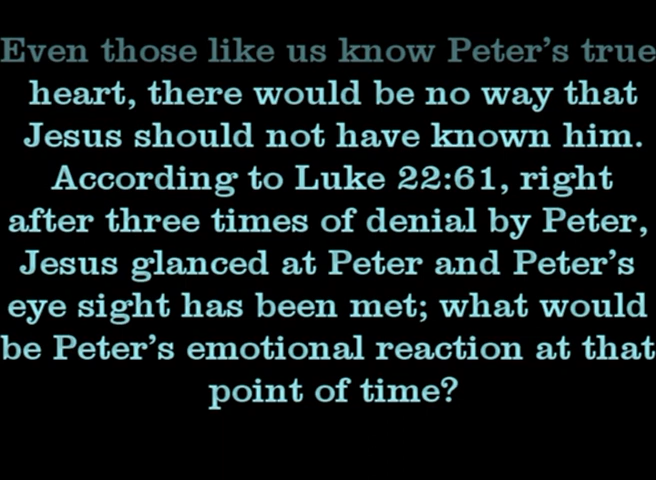 Even those like us know Peter's true
heart, there would be no way that
Jesus should not have known him.
According to Luke 22:61, right
after three times of denial by Peter,
Jesus glanced at Peter and Peter's
eye sight has been met; what would
be Peter's emotional reaction at that
point of time?